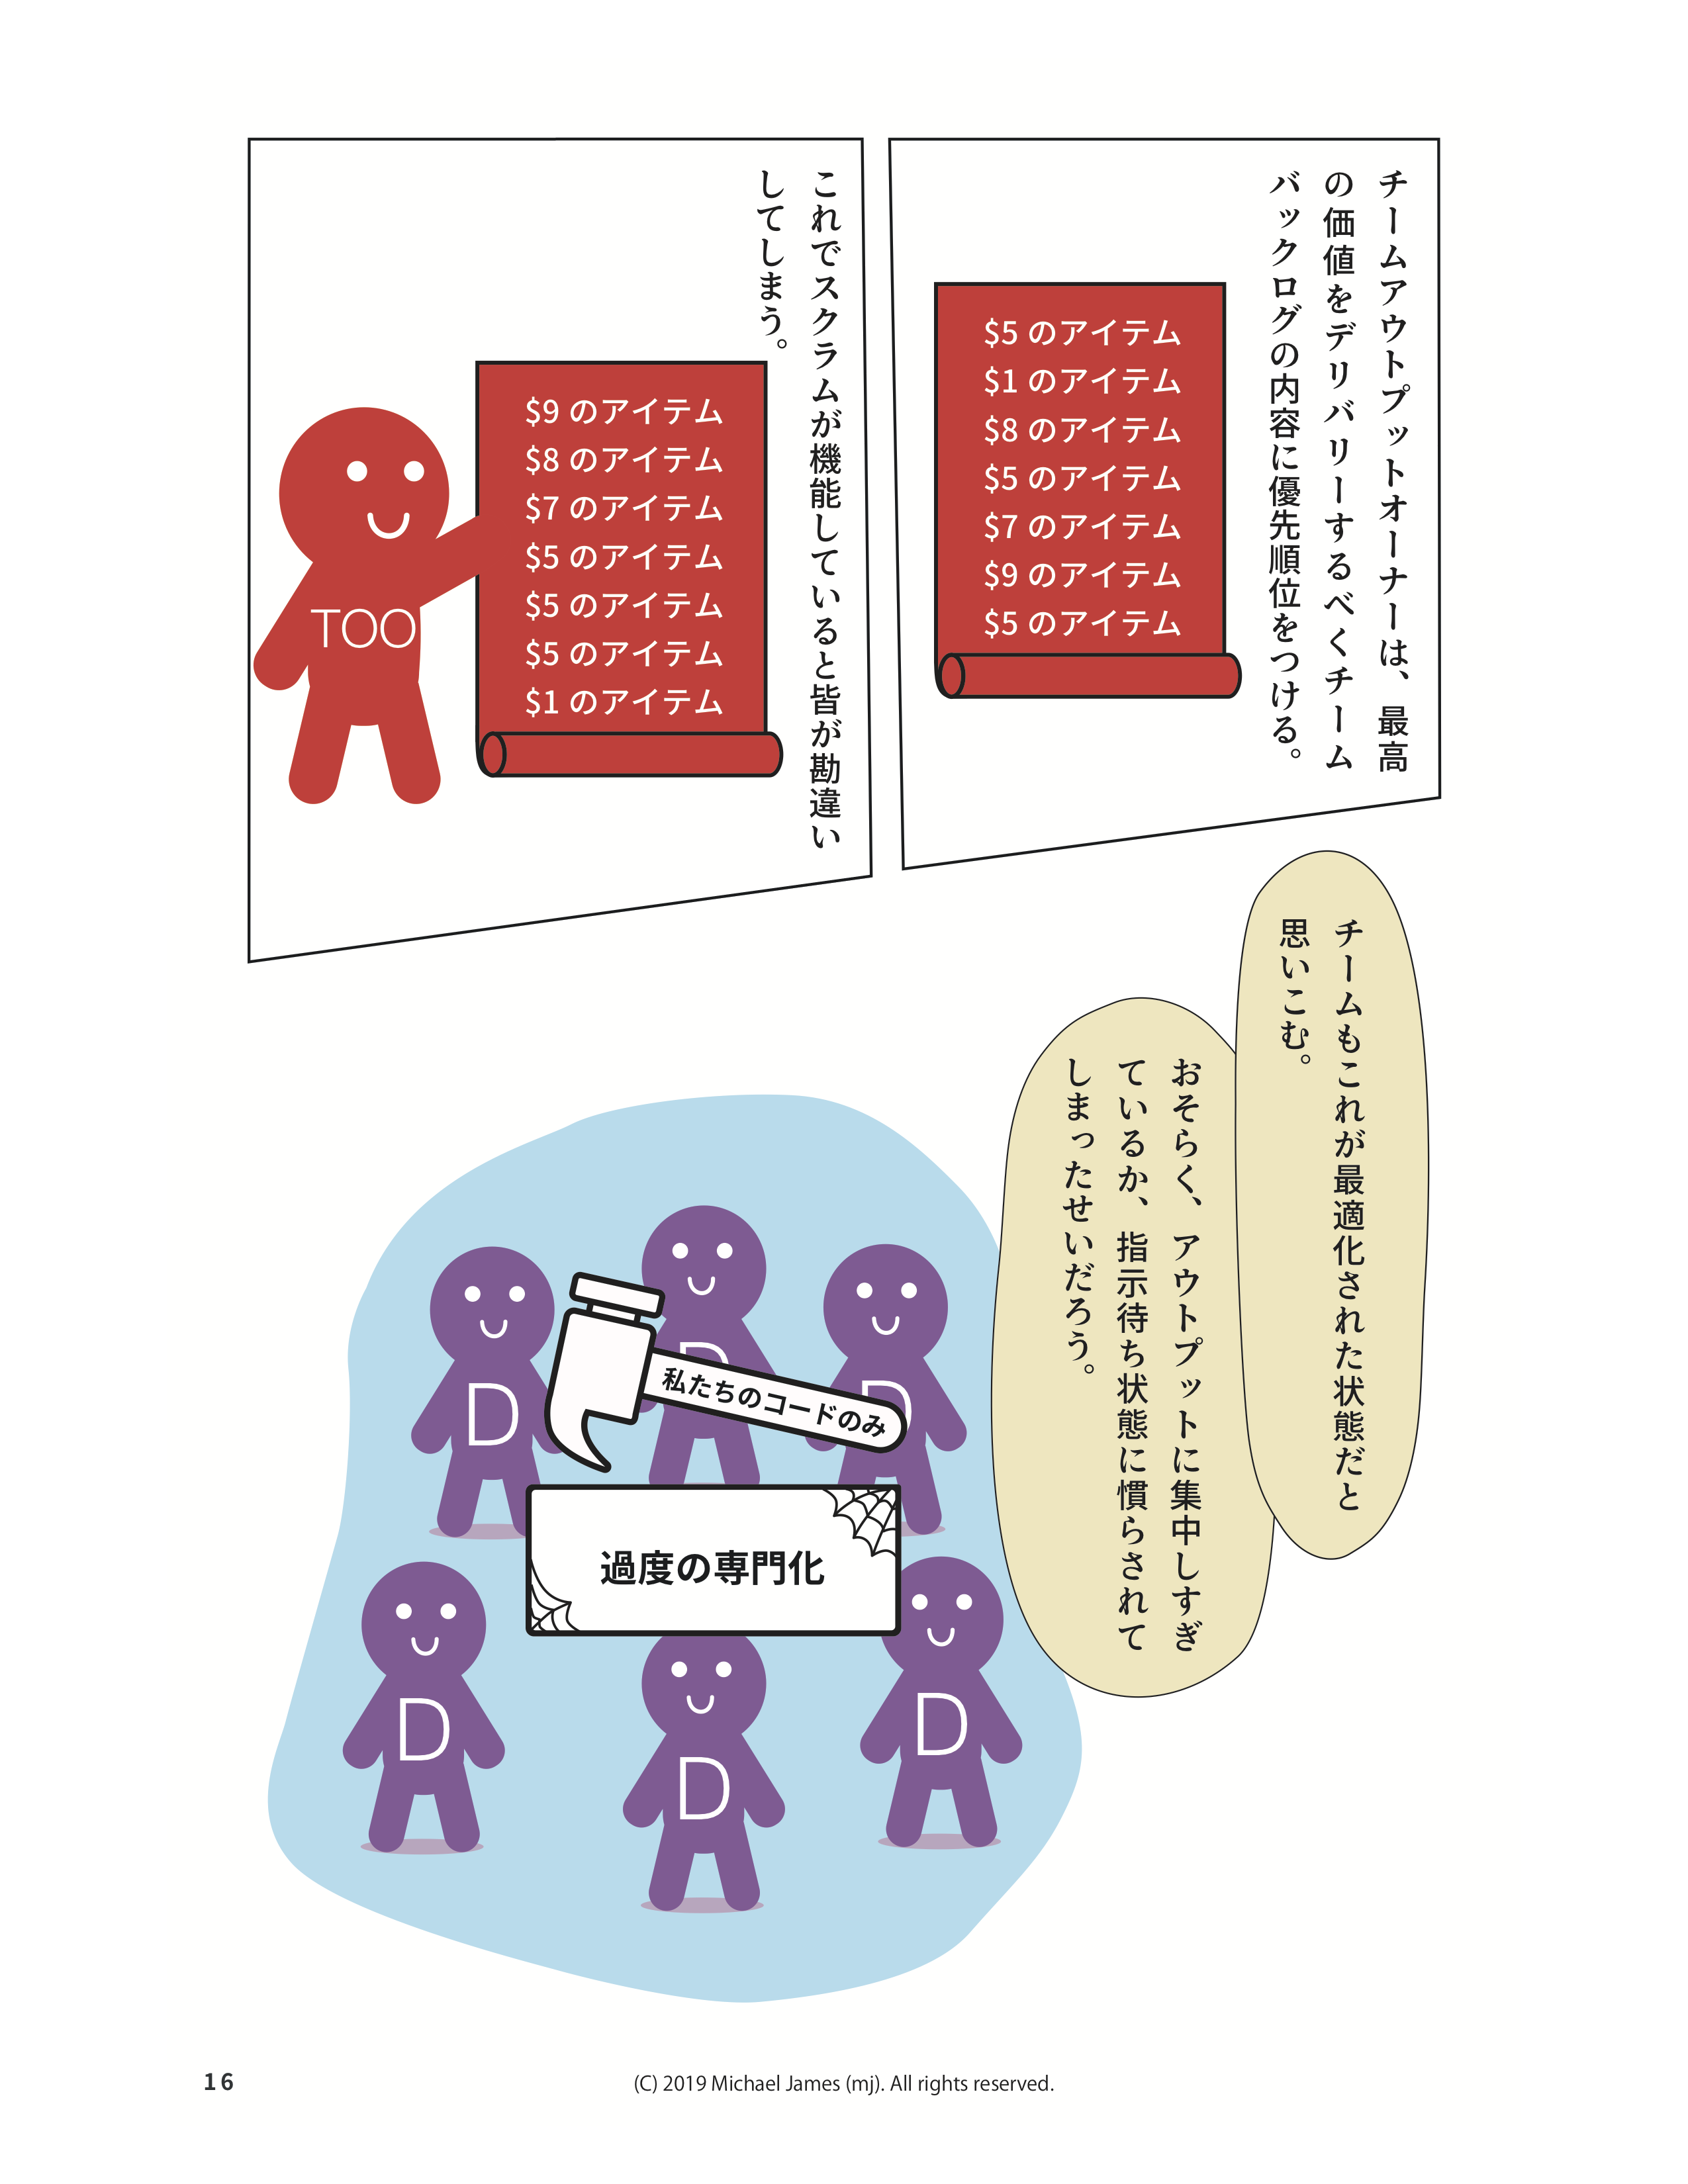 チームアウトプットオーナーは、最高
の価値をデリバリーするべくチーム
バックログの内容に優先順位をつける。
$5 のアイテム
$1 のアイテム
$8 のアイテム
$5 のアイテム
$7 のアイテム
$9 のアイテム
$5 のアイテム
これでスクラムが機能していると皆が勘違い
してしまう。
$9 のアイテム
$8 のアイテム
$7 のアイテム
$5 のアイテム
$5 のアイテム
$5 のアイテム
$1 のアイテム
TOO
チームもこれが最適化された状態だと
思いこむ。
おそらく、アウトプットに集中しすぎ
ているか、指示待ち状態に慣らされて
しまったせいだろう。
D
D
D
私たちのコードのみ
過度の専門化
D
D
D
16
(C) 2019 Michael James (mj). All rights reserved.